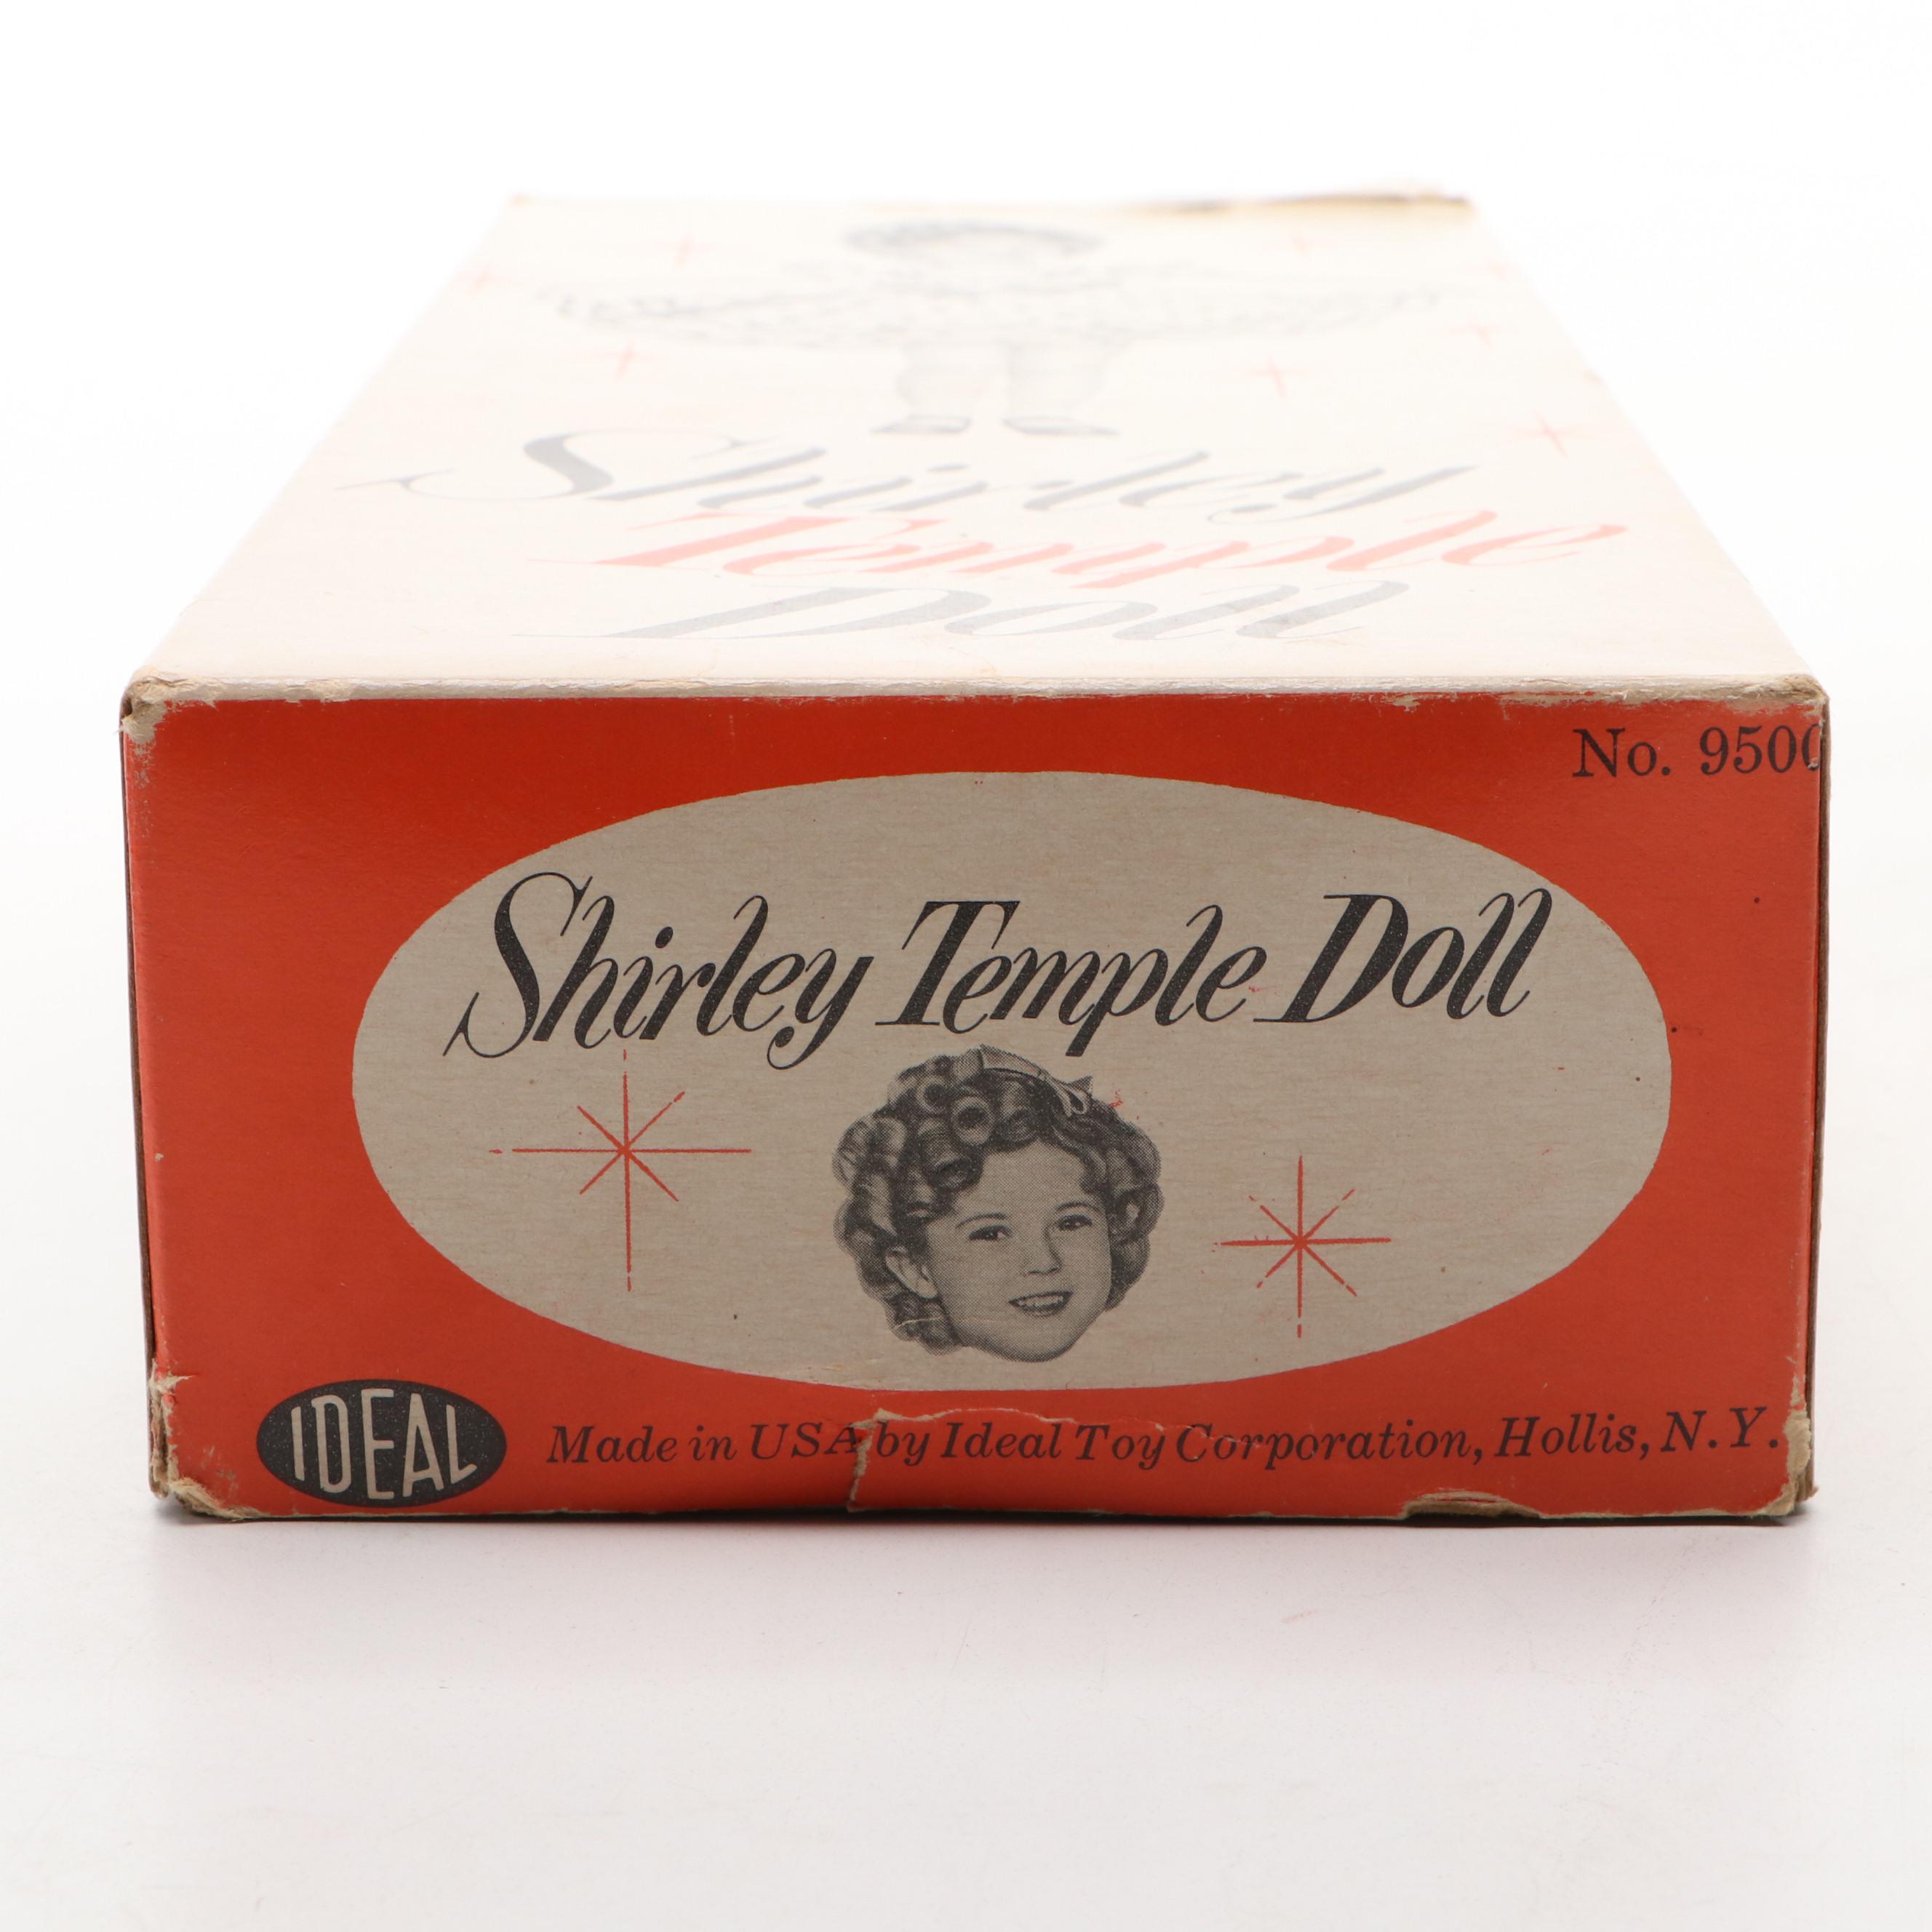 Shirley
Temple
Doll
No. 9500
Shirley Temple Doll
IDEAL
Made in USA by Ideal Toy Corporation, Hollis, N.Y.